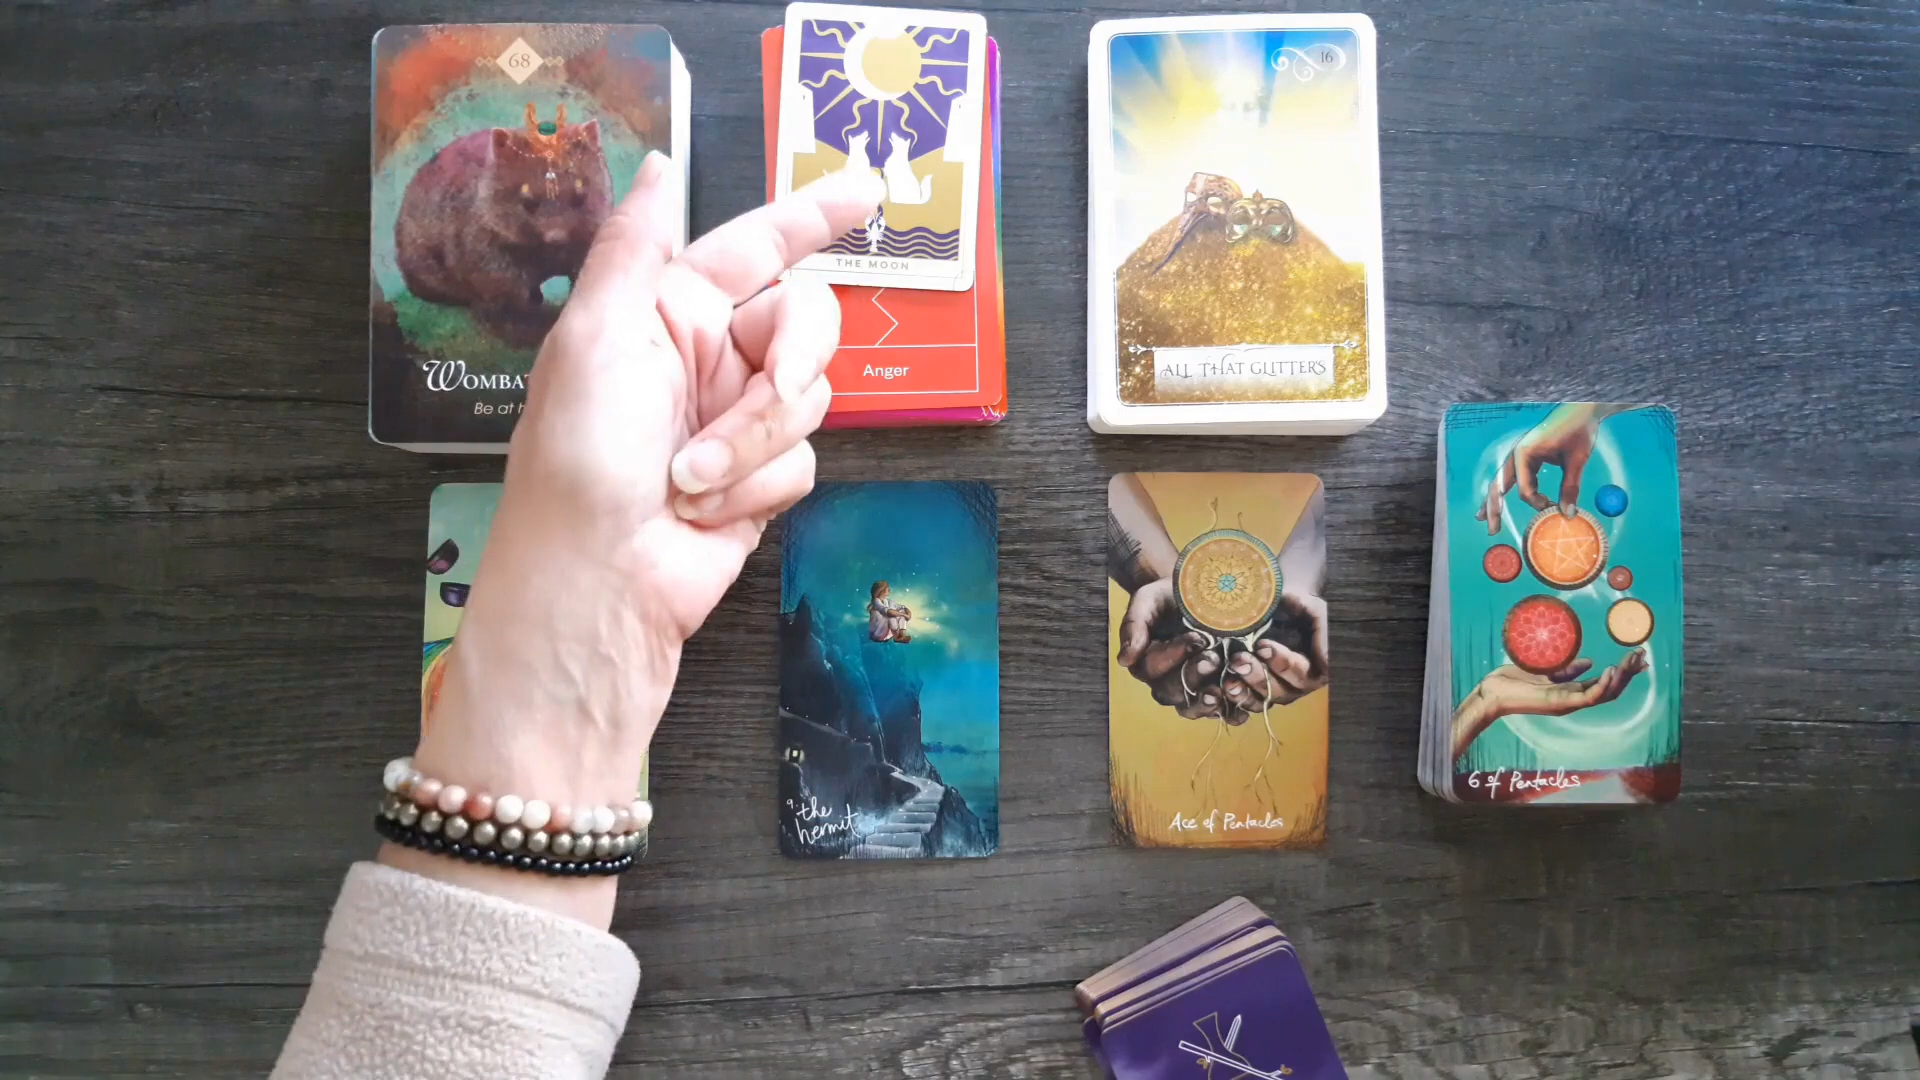 68
WOMBA
Be at h
THE MOON
Anger
16
ALL THAT GLITTER'S
9. the
hermit
Ace of Pentacles
6 of Pentacles